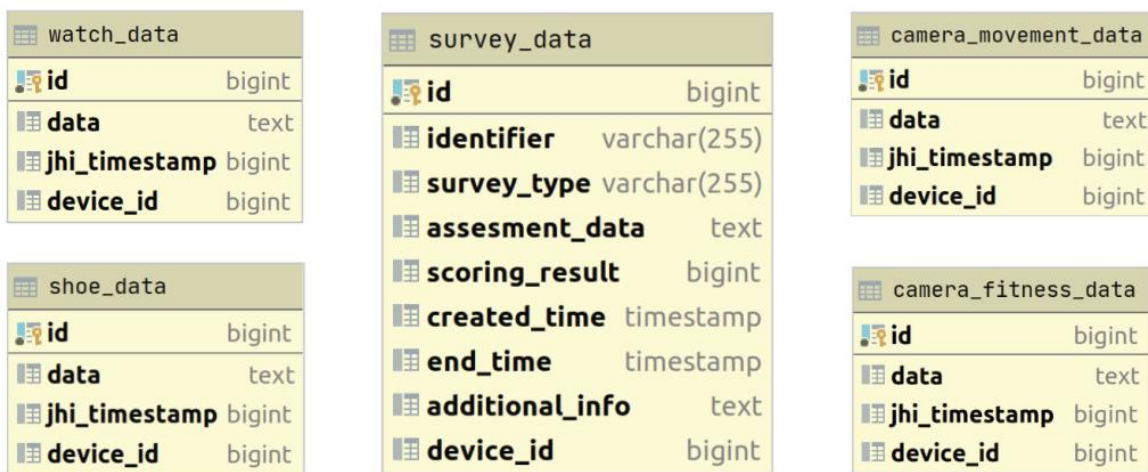 watch_data
id bigint
data text
jhi_timestamp bigint
device_id bigint
shoe_data
id bigint
data text
jhi_timestamp bigint
device_id bigint
survey_data
id bigint
identifier varchar(255)
survey_type varchar(255)
assesment_data text
scoring_result bigint
created_time timestamp
end_time timestamp
additional_info text
device_id bigint
camera_movement_data
id bigint
data text
jhi_timestamp bigint
device_id bigint
camera_fitness_data
id bigint
data text
jhi_timestamp bigint
device_id bigint